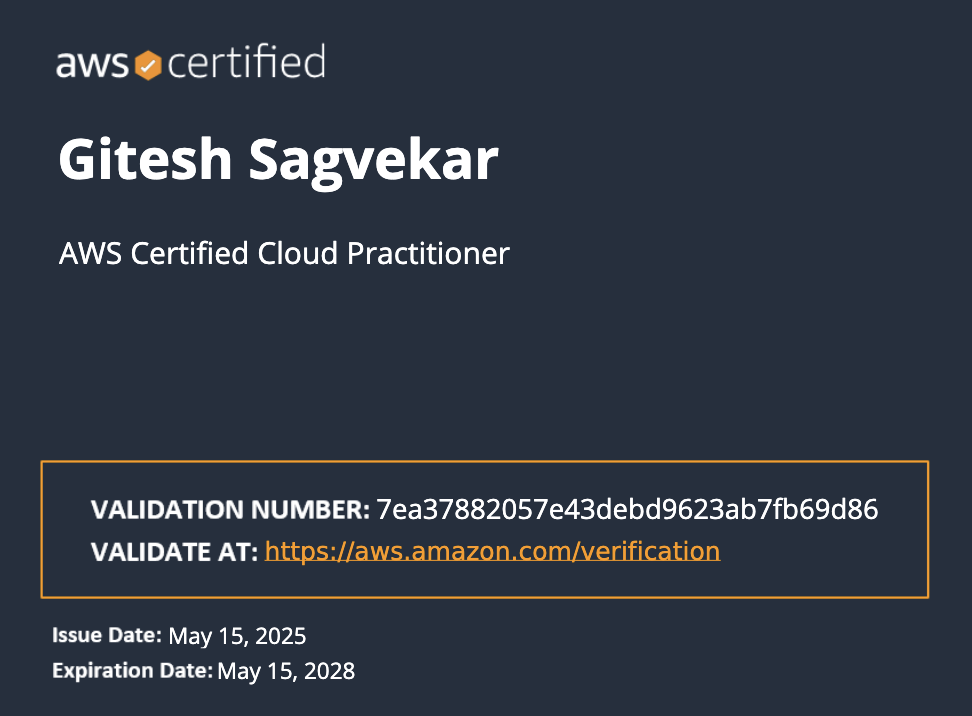 aws certified
Gitesh Sagvekar
AWS Certified Cloud Practitioner
VALIDATION NUMBER: 7ea37882057e43debd9623ab7fb69d86
VALIDATE AT: https://aws.amazon.com/verification
Issue Date: May 15, 2025
Expiration Date: May 15, 2028